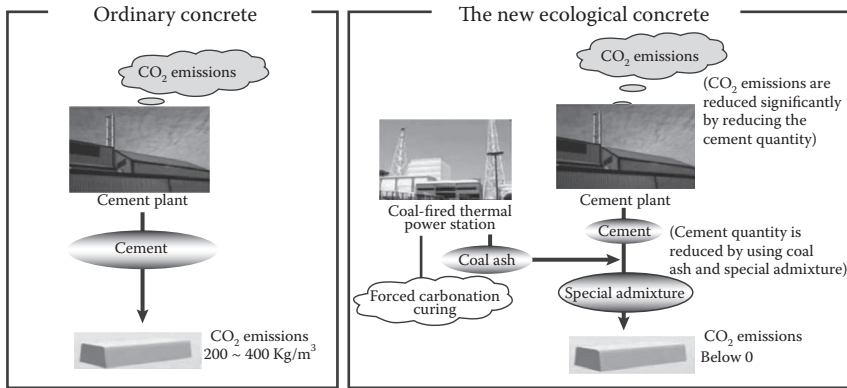 Ordinary concrete
CO₂ emissions
Cement plant
Cement
CO₂ emissions
200 ~ 400 Kg/m³
The new ecological concrete
CO₂ emissions
(CO₂ emissions are
reduced significantly
by reducing the
cement quantity)
Coal-fired thermal
power station
Cement plant
Cement
(Cement quantity is
reduced by using coal
ash and special admixture)
Coal ash
Forced carbonation
curing
Special admixture
CO₂ emissions
Below 0